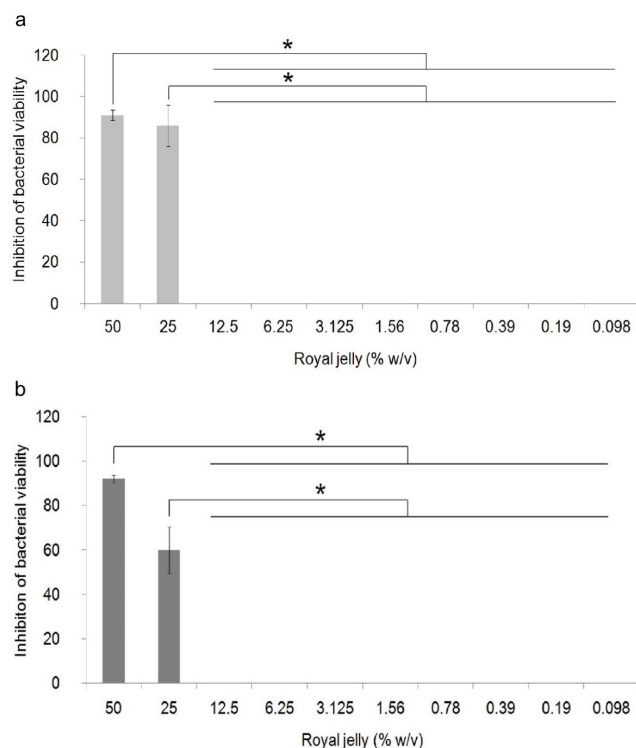 a
*
120
*
100
80
60
40
20
0
Inhibition of bacterial viability
50 25 12.5 6.25 3.125 1.56 0.78 0.39 0.19 0.098
Royal jelly (% w/v)
b
120
*
100
*
80
60
40
20
0
Inhibiton of bacterial viability
50 25 12.5 6.25 3.125 1.56 0.78 0.39 0.19 0.098
Royal jelly (% w/v)